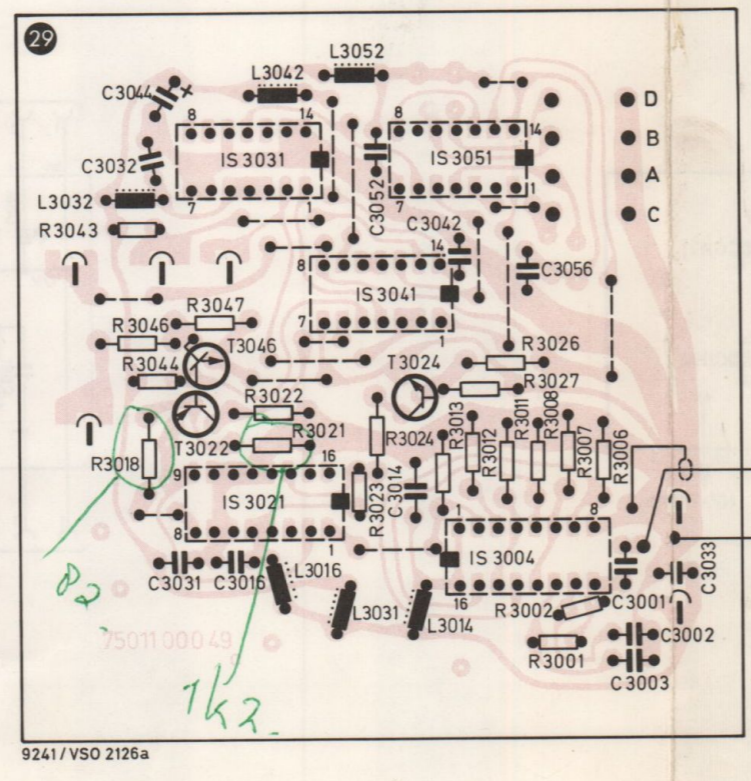 29
L3052
L3042
C3044 +
8 14
8 14
D
IS 3031
IS 3051
B
C3032
C3052
A
L3032
7 1
7 1
C
R3043
C3042
14
8
C3056
IS 3041
R3047
7 1
R3046
T3046
R3026
T3024
R3044
R3027
R3022
R3021
R3024
R3013
R3012
R3011
R3008
R3007
R3006
T3022
R3018
16
9
C3014
IS 3021
R3023
1 8
8 1
IS 3004
C3033
C3031
C3016
L3016
16
C3001
82
L3031
L3014
R3002
C3002
75011 000 49
R3001
C3003
1k2
9241 / VSO 2126a